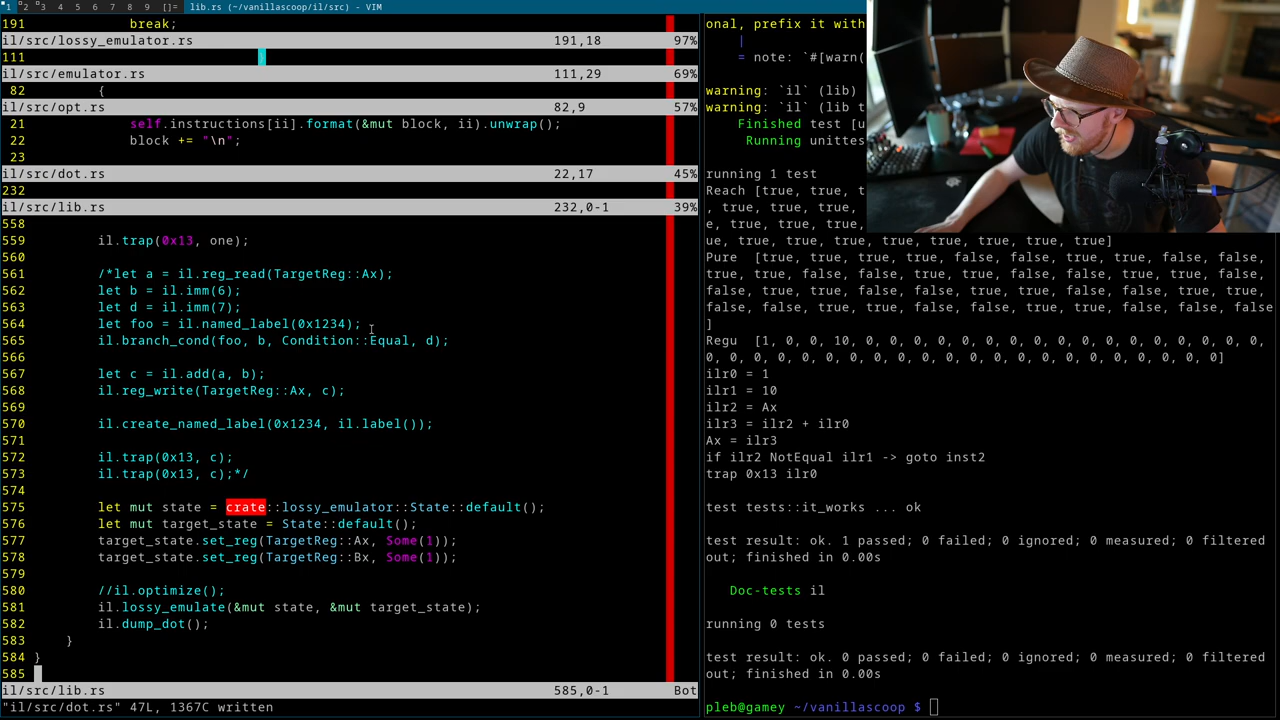 1 2 3 4 5 6 7 8 9 []= lib.rs (~/vanillascoop/il/src) - VIM
191 break;
il/src/lossy_emulator.rs 191,18 97%
111 }
il/src/emulator.rs 111,29 69%
82 {
il/src/opt.rs 82,9 57%
21 self.instructions[ii].format(&mut block, ii).unwrap();
22 block += "\n";
23
il/src/dot.rs 22,17 45%
232
il/src/lib.rs 232,0-1 39%
558
559 il.trap(0x13, one);
560
561 /*let a = il.reg_read(TargetReg::Ax);
562 let b = il.imm(6);
563 let d = il.imm(7);
564 let foo = il.named_label(0x1234);
565 il.branch_cond(foo, b, Condition::Equal, d);
566
567 let c = il.add(a, b);
568 il.reg_write(TargetReg::Ax, c);
569
570 il.create_named_label(0x1234, il.label());
571
572 il.trap(0x13, c);
573 il.trap(0x13, c);*/
574
575 let mut state = crate::lossy_emulator::State::default();
576 let mut target_state = State::default();
577 target_state.set_reg(TargetReg::Ax, Some(1));
578 target_state.set_reg(TargetReg::Bx, Some(1));
579
580 //il.optimize();
581 il.lossy_emulate(&mut state, &mut target_state);
582 il.dump_dot();
583 }
584 }
585
il/src/lib.rs 585,0-1 Bot
"il/src/dot.rs" 47L, 1367C written
onal, prefix it with
|
= note: `#[warn(
warning: `il` (lib)
warning: `il` (lib t
Finished test [u
Running unittes
running 1 test
Reach [true, true, t
, true, true, true,
e, true, true, true,
ue, true, true, true, true, true, true, true]
Pure [true, true, true, true, false, false, true, true, false, false,
true, true, false, false, true, true, false, false, true, true, false,
false, true, true, false, false, true, true, false, false, true, true,
false, false, true, true, false, false, true, true, false, false, false
]
Regu [1, 0, 0, 10, 0, 0, 0, 0, 0, 0, 0, 0, 0, 0, 0, 0, 0, 0, 0, 0, 0,
0, 0, 0, 0, 0, 0, 0, 0, 0, 0, 0, 0, 0, 0, 0, 0, 0, 0, 0, 0, 0]
ilr0 = 1
ilr1 = 10
ilr2 = Ax
ilr3 = ilr2 + ilr0
Ax = ilr3
if ilr2 NotEqual ilr1 -> goto inst2
trap 0x13 ilr0
test tests::it_works ... ok
test result: ok. 1 passed; 0 failed; 0 ignored; 0 measured; 0 filtered
out; finished in 0.00s
Doc-tests il
running 0 tests
test result: ok. 0 passed; 0 failed; 0 ignored; 0 measured; 0 filtered
out; finished in 0.00s
pleb@gamey ~/vanillascoop $